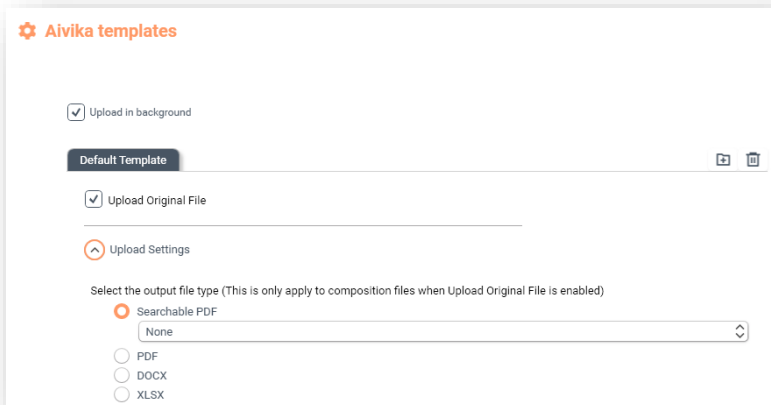 Aivika templates
Upload in background
Default Template
Upload Original File
Upload Settings
Select the output file type (This is only apply to composition files when Upload Original File is enabled)
Searchable PDF
None
PDF
DOCX
XLSX